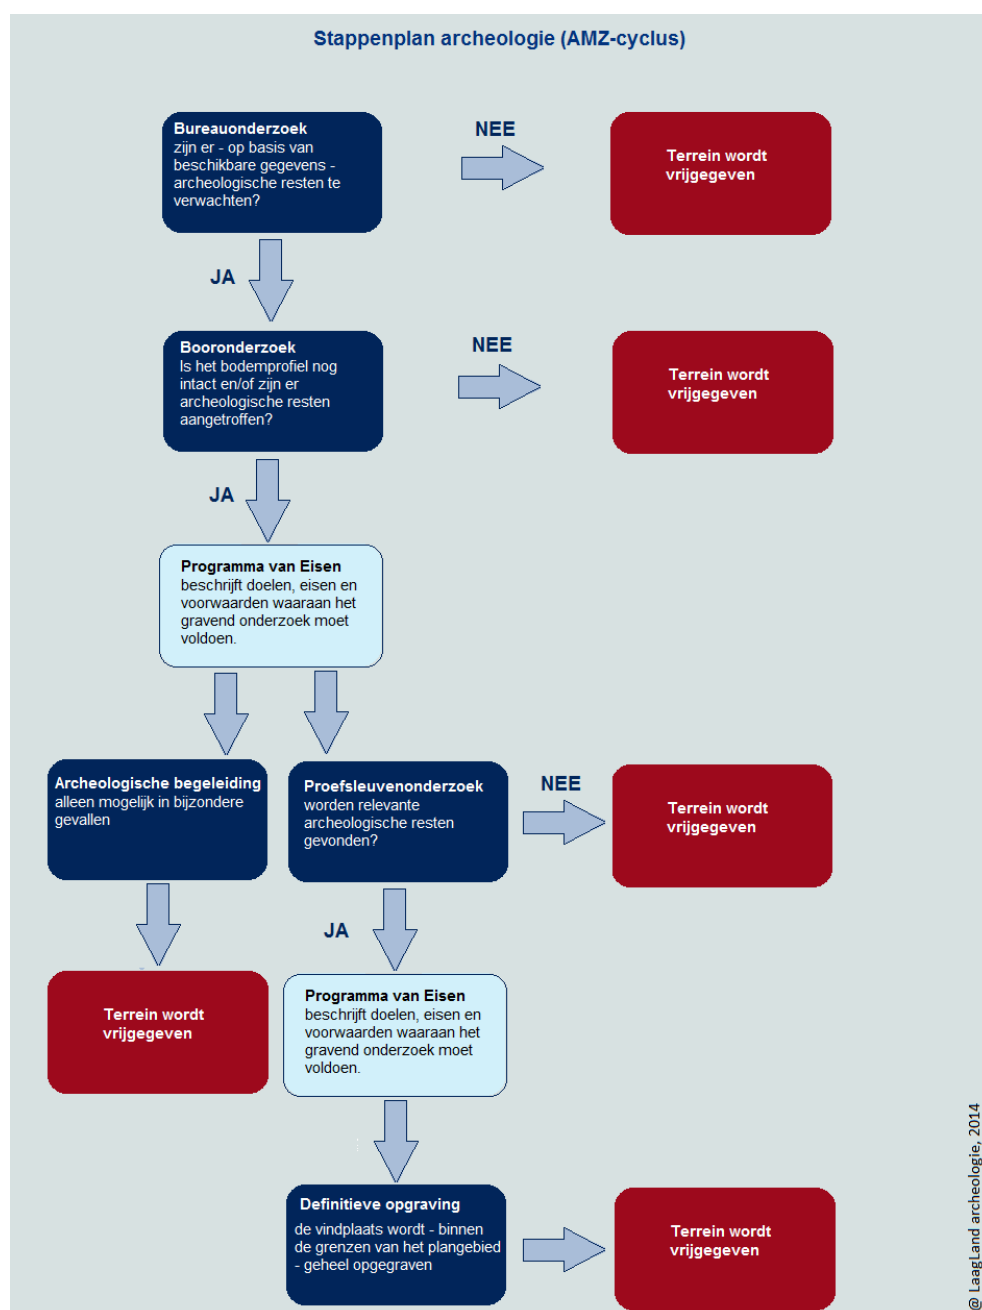 Stappenplan archeologie (AMZ-cyclus)
Bureauonderzoek
zijn er - op basis van
beschikbare gegevens -
archeologische resten te
verwachten?
NEE
Terrein wordt
vrijgegeven
JA
Booronderzoek
Is het bodemprofiel nog
intact en/of zijn er
archeologische resten
aangetroffen?
NEE
Terrein wordt
vrijgegeven
JA
Programma van Eisen
beschrijft doelen, eisen en
voorwaarden waaraan het
gravend onderzoek moet
voldoen.
Archeologische begeleiding
alleen mogelijk in bijzondere
gevallen
Proefsleuvenonderzoek
worden relevante
archeologische resten
gevonden?
NEE
Terrein wordt
vrijgegeven
JA
Terrein wordt
vrijgegeven
Programma van Eisen
beschrijft doelen, eisen en
voorwaarden waaraan het
gravend onderzoek moet
voldoen.
Definitieve opgraving
de vindplaats wordt - binnen
de grenzen van het plangebied
- geheel opgegraven
Terrein wordt
vrijgegeven
@ LaagLand archeologie, 2014